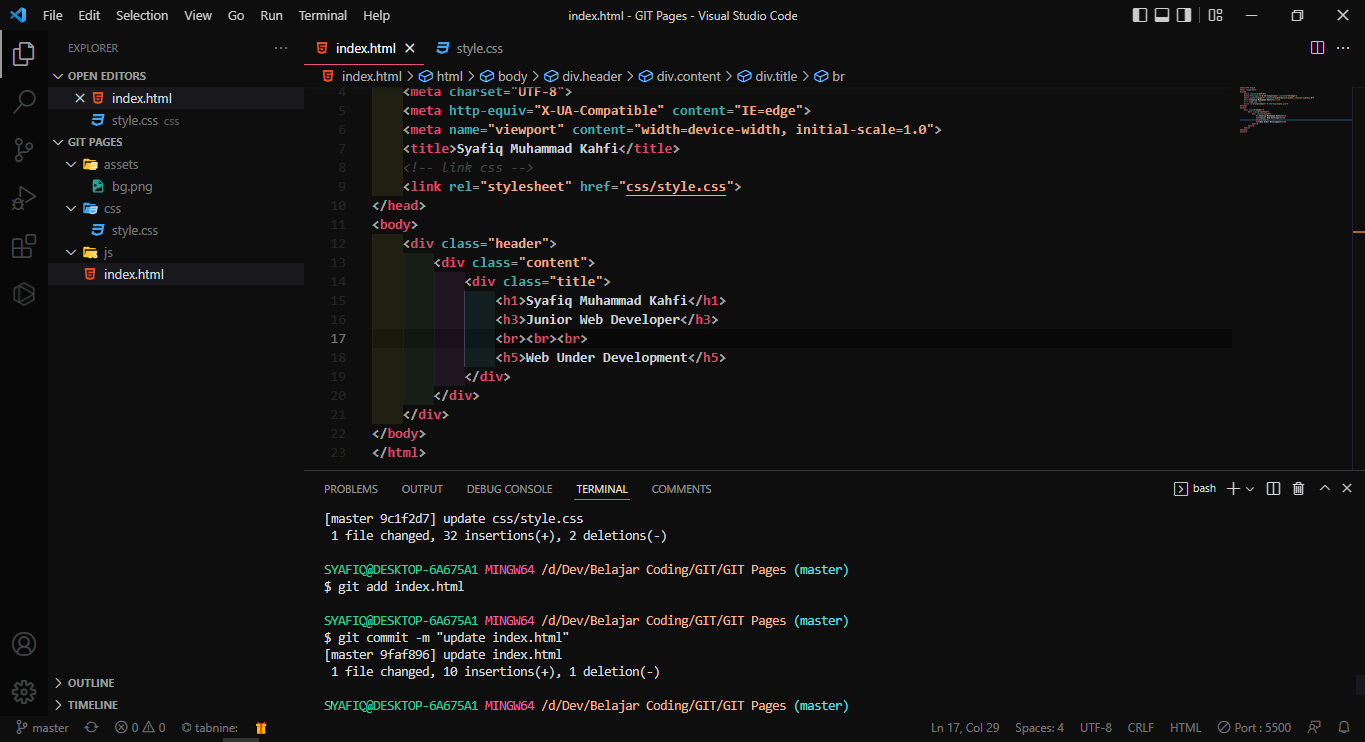 File Edit Selection View Go Run Terminal Help
index.html - GIT Pages - Visual Studio Code
EXPLORER
OPEN EDITORS
index.html
style.css css
GIT PAGES
assets
bg.png
css
style.css
js
index.html
OUTLINE
TIMELINE
index.html
style.css
index.html > html > body > div.header > div.content > div.title > br
4 <meta charset="UTF-8">
5 <meta http-equiv="X-UA-Compatible" content="IE=edge">
6 <meta name="viewport" content="width=device-width, initial-scale=1.0">
7 <title>Syafiq Muhammad Kahfi</title>
8 <!-- link css -->
9 <link rel="stylesheet" href="css/style.css">
10 </head>
11 <body>
12 <div class="header">
13 <div class="content">
14 <div class="title">
15 <h1>Syafiq Muhammad Kahfi</h1>
16 <h3>Junior Web Developer</h3>
17 <br><br><br>
18 <h5>Web Under Development</h5>
19 </div>
20 </div>
21 </div>
22 </body>
23 </html>
PROBLEMS OUTPUT DEBUG CONSOLE TERMINAL COMMENTS
bash
[master 9c1f2d7] update css/style.css
1 file changed, 32 insertions(+), 2 deletions(-)
SYAFIQ@DESKTOP-6A675A1 MINGW64 /d/Dev/Belajar Coding/GIT/GIT Pages (master)
$ git add index.html
SYAFIQ@DESKTOP-6A675A1 MINGW64 /d/Dev/Belajar Coding/GIT/GIT Pages (master)
$ git commit -m "update index.html"
[master 9faf896] update index.html
1 file changed, 10 insertions(+), 1 deletion(-)
SYAFIQ@DESKTOP-6A675A1 MINGW64 /d/Dev/Belajar Coding/GIT/GIT Pages (master)
master 0 0 tabnine: Ln 17, Col 29 Spaces: 4 UTF-8 CRLF HTML Port : 5500